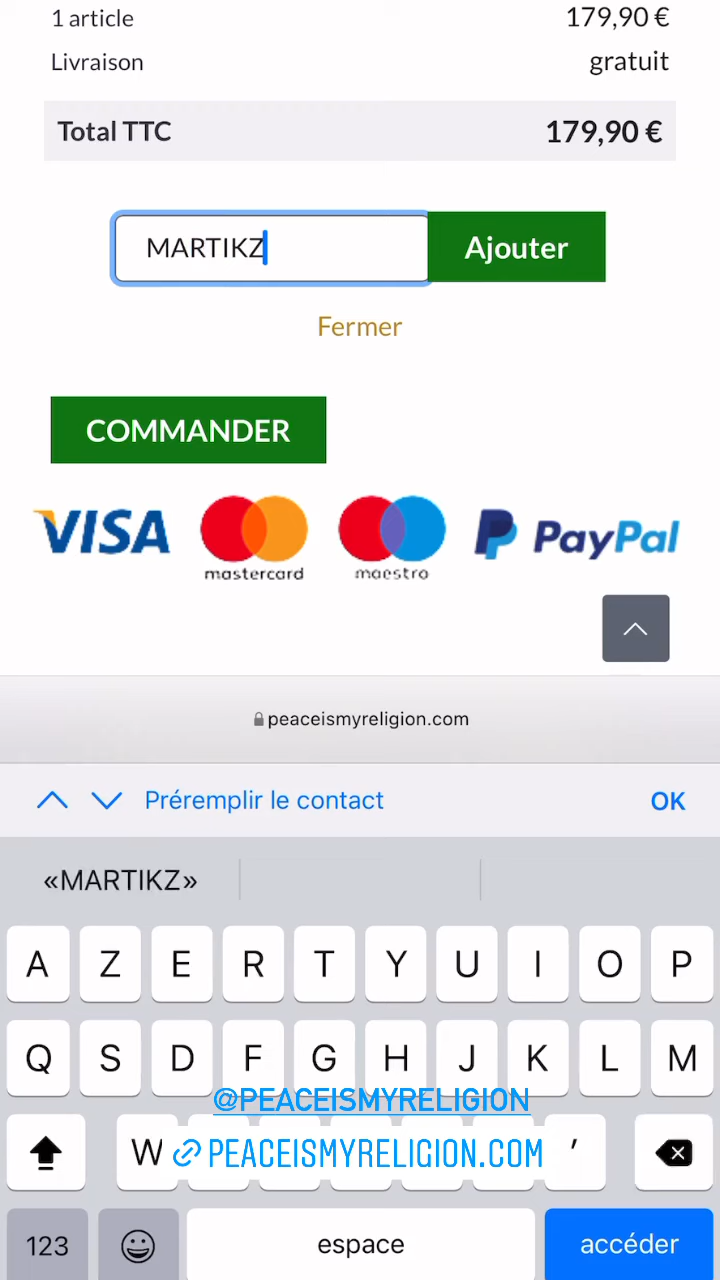 1 article 179,90 €
Livraison gratuit
Total TTC 179,90 €
MARTIKZ Ajouter
Fermer
COMMANDER
VISA mastercard maestro PayPal
peaceismyreligion.com
Préremplir le contact OK
«MARTIKZ»
A Z E R T Y U I O P
Q S D F G H J K L M
@PEACEISMYRELIGION
W PEACEISMYRELIGION.COM ’
123 espace accéder